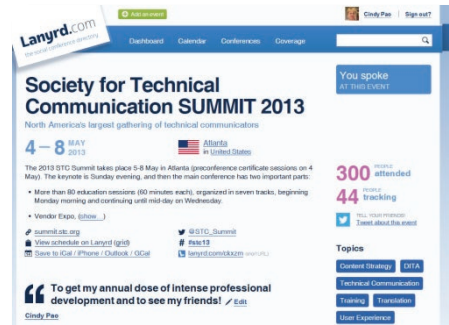 Lanyrd.com
the social conference directory
Add an event
Cindy Pao
Sign out?
Dashboard
Calendar
Conferences
Coverage
Society for Technical
Communication SUMMIT 2013
North America's largest gathering of technical communicators
4 – 8 MAY
2013
Atlanta
in United States
The 2013 STC Summit takes place 5-8 May in Atlanta (preconference certificate sessions on 4
May). The keynote is Sunday evening, and then the main conference has two important parts:
• More than 80 education sessions (60 minutes each), organized in seven tracks, beginning
Monday morning and continuing until mid-day on Wednesday.
• Vendor Expo, (show...)
summit.stc.org
View schedule on Lanyrd (grid)
Save to iCal / iPhone / Outlook / GCal
@STC_Summit
# #stc13
lanyrd.com/ckxzm
“ To get my annual dose of intense professional
development and to see my friends! Edit
Cindy Pao
You spoke
AT THIS EVENT
300 PEOPLE
attended
44 PEOPLE
tracking
TELL YOUR FRIENDS!
Tweet about this event
Topics
Content Strategy
DITA
Technical Communication
Training
Translation
User Experience